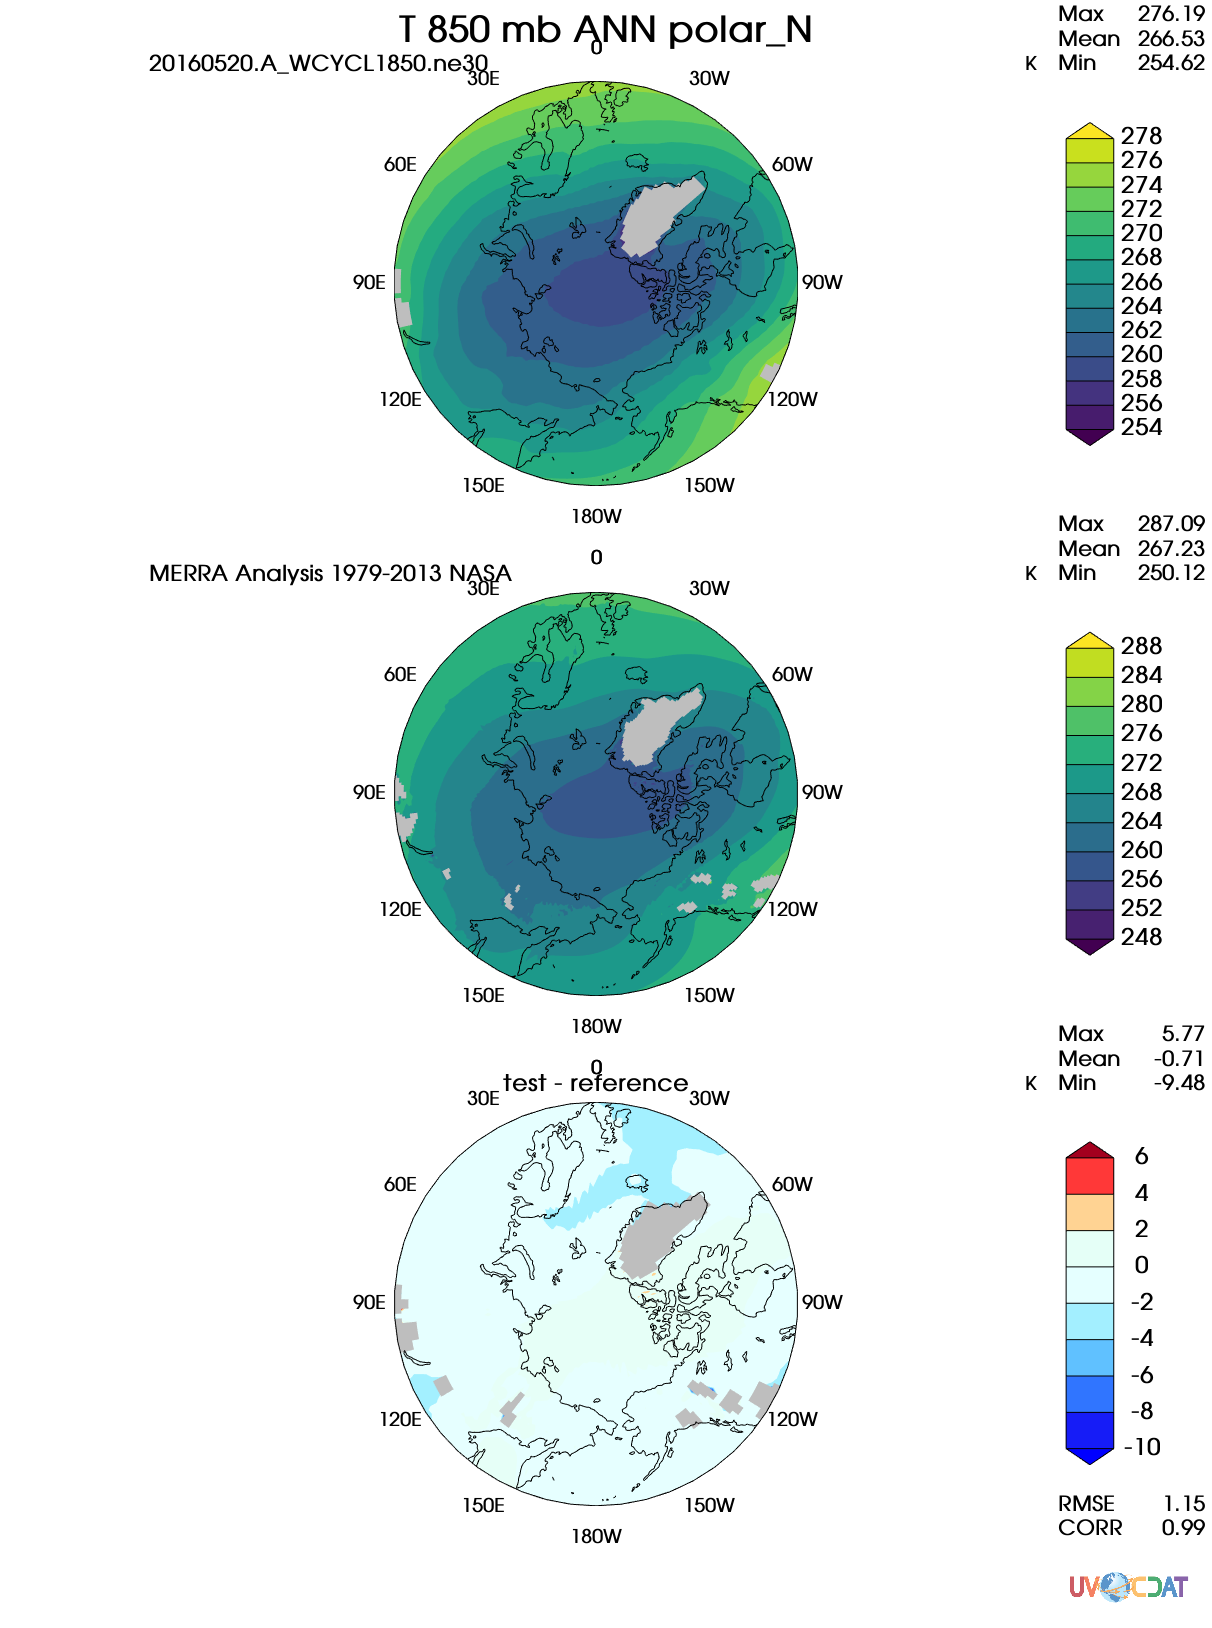 T 850 mb ANN polar_N
20160520.A_WCYCL1850.ne30
Max 276.19
Mean 266.53
K Min 254.62
0
30E 30W
60E 60W
90E 90W
120E 120W
150E 150W
180W
278
276
274
272
270
268
266
264
262
260
258
256
254
MERRA Analysis 1979-2013 NASA
Max 287.09
Mean 267.23
K Min 250.12
0
30E 30W
60E 60W
90E 90W
120E 120W
150E 150W
180W
288
284
280
276
272
268
264
260
256
252
248
test - reference
Max 5.77
Mean -0.71
K Min -9.48
0
30E 30W
60E 60W
90E 90W
120E 120W
150E 150W
180W
6
4
2
0
-2
-4
-6
-8
-10
RMSE 1.15
CORR 0.99
UV CDAT